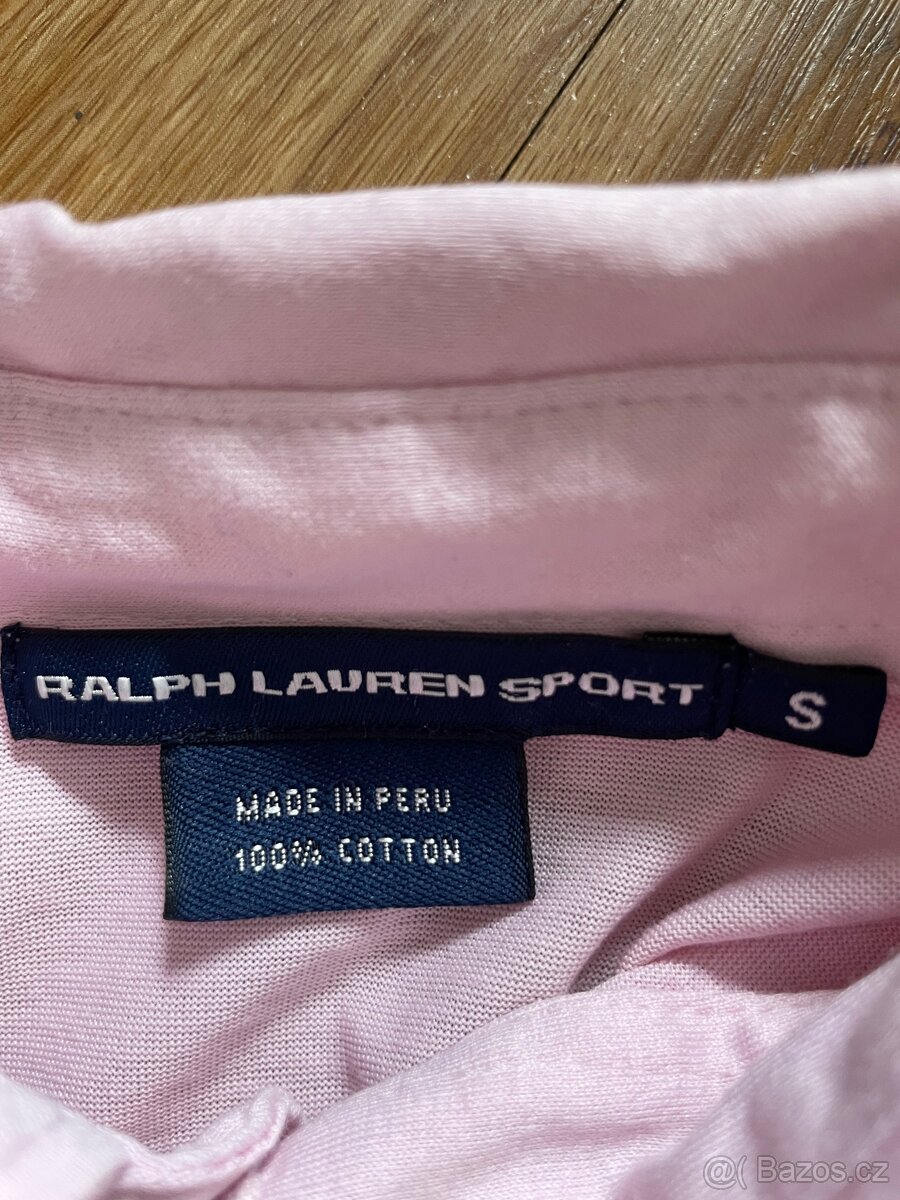 RALPH LAUREN SPORT S
MADE IN PERU
100% COTTON
@( Bazos.cz